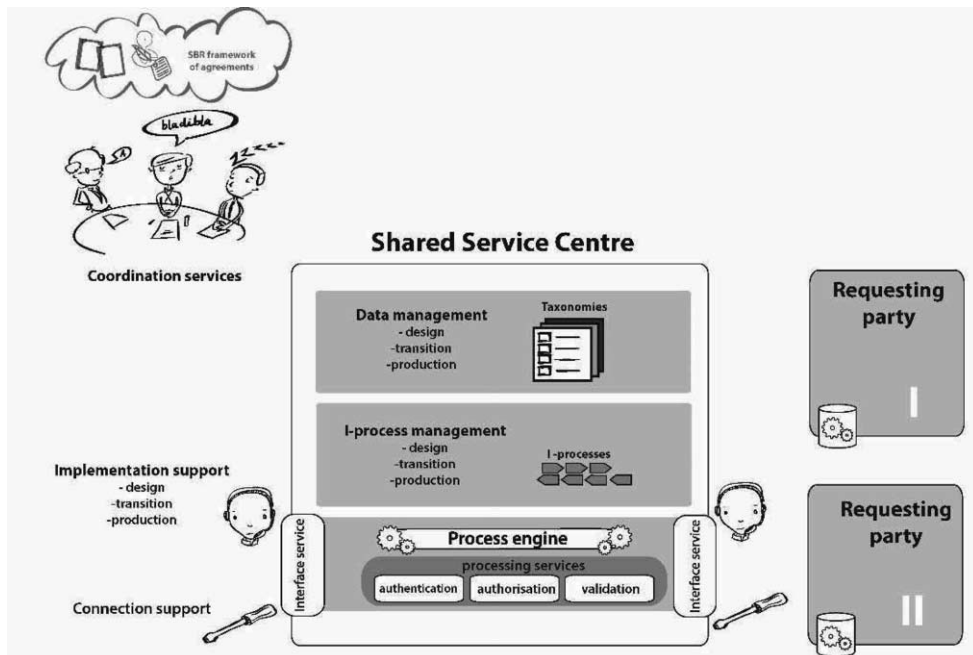 SBR framework
of agreements
bladibla
zzzz
Coordination services
Shared Service Centre
Data management
- design
-transition
-production
Taxonomies
I-process management
- design
-transition
-production
I -processes
Implementation support
- design
-transition
-production
Connection support
Interface service
Process engine
processing services
authentication
authorisation
validation
Interface service
Requesting
party
I
Requesting
party
II